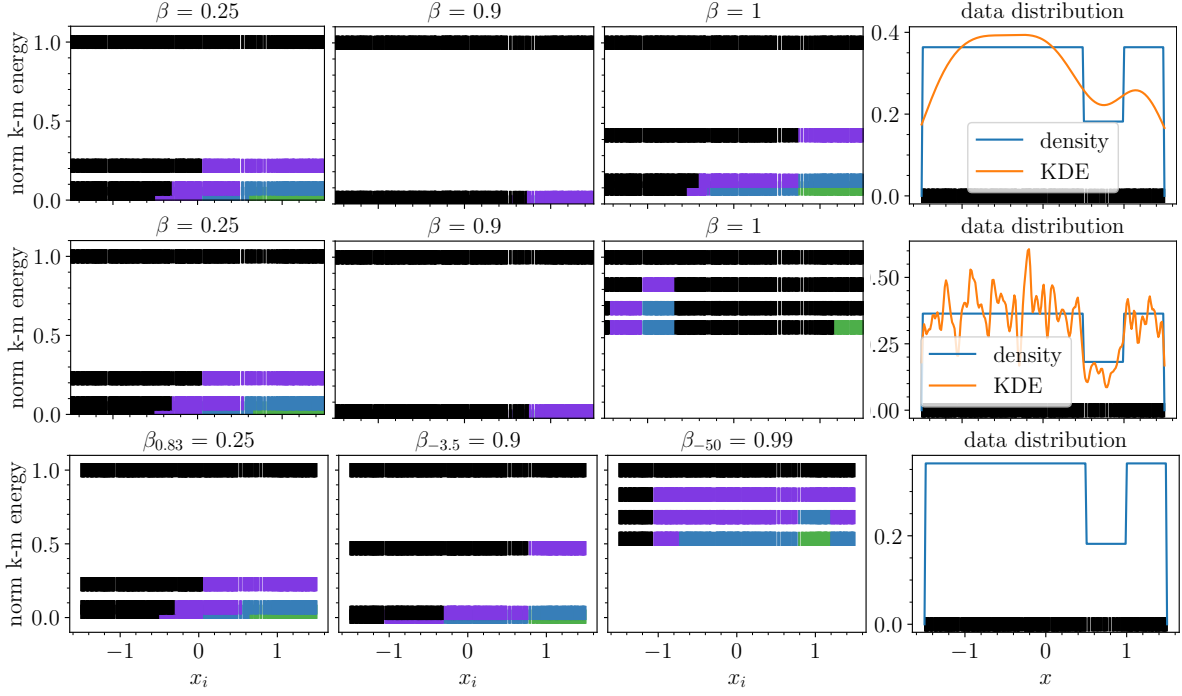 β = 0.25
β = 0.9
β = 1
data distribution
norm k-m energy
1.0
0.5
0.0
0.4
0.2
0.0
density
KDE
β = 0.25
β = 0.9
β = 1
data distribution
norm k-m energy
1.0
0.5
0.0
0.50
0.25
0.00
density
KDE
β0.83 = 0.25
β−3.5 = 0.9
β−50 = 0.99
data distribution
norm k-m energy
1.0
0.5
0.0
0.2
0.0
−1 0 1
−1 0 1
−1 0 1
−1 0 1
xi
xi
xi
x